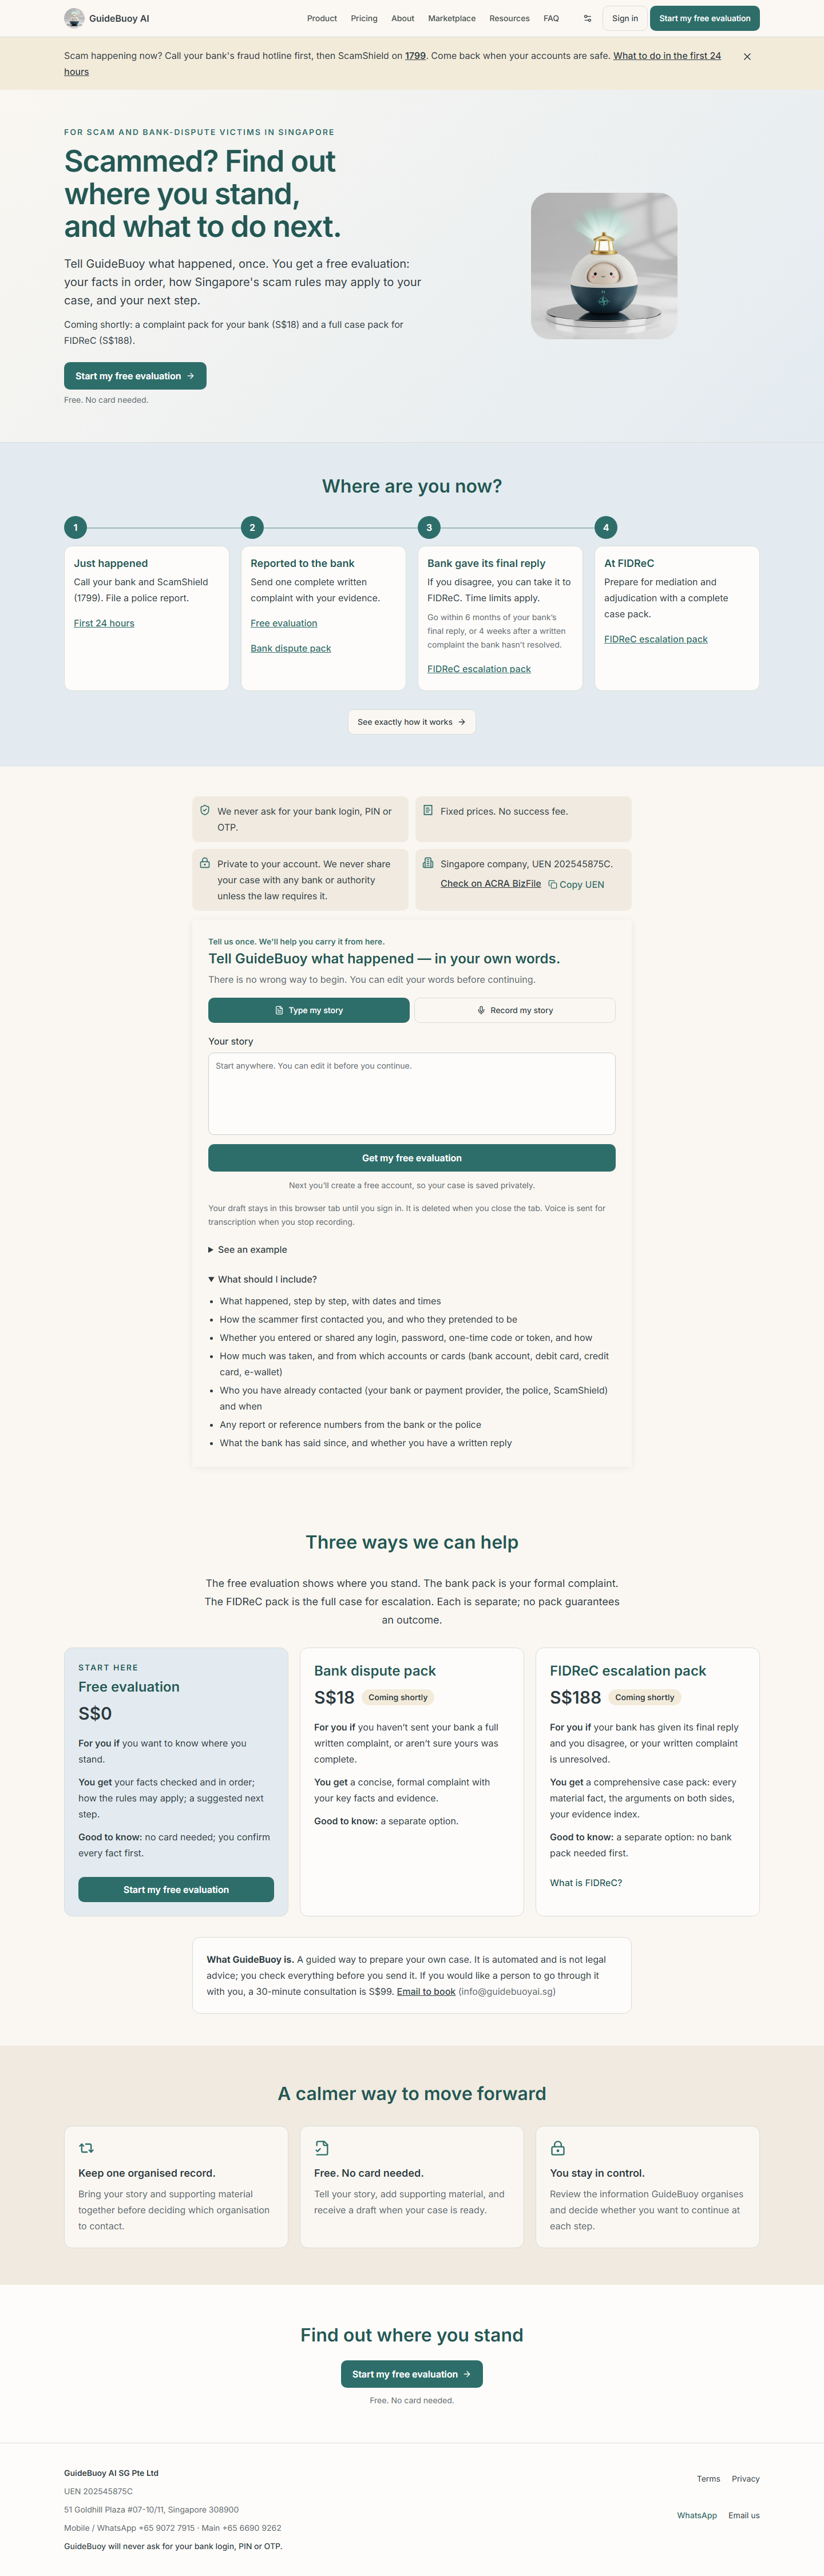 GuideBuoy AI
Product
Pricing
About
Marketplace
Resources
FAQ
Sign in
Start my free evaluation
Scam happening now? Call your bank's fraud hotline first, then ScamShield on 1799. Come back when your accounts are safe. What to do in the first 24
hours
FOR SCAM AND BANK-DISPUTE VICTIMS IN SINGAPORE
Scammed? Find out
where you stand,
and what to do next.
Tell GuideBuoy what happened, once. You get a free evaluation:
your facts in order, how Singapore's scam rules may apply to your
case, and your next step.
Coming shortly: a complaint pack for your bank (S$18) and a full case pack for
FIDReC (S$188).
Start my free evaluation
Free. No card needed.
Where are you now?
1
2
3
4
Just happened
Call your bank and ScamShield
(1799). File a police report.
First 24 hours
Reported to the bank
Send one complete written
complaint with your evidence.
Free evaluation
Bank dispute pack
Bank gave its final reply
If you disagree, you can take it to
FIDReC. Time limits apply.
Go within 6 months of your bank's
final reply, or 4 weeks after a written
complaint the bank hasn't resolved.
FIDReC escalation pack
At FIDReC
Prepare for mediation and
adjudication with a complete
case pack.
FIDReC escalation pack
See exactly how it works
We never ask for your bank login, PIN or
OTP.
Fixed prices. No success fee.
Private to your account. We never share
your case with any bank or authority
unless the law requires it.
Singapore company, UEN 202545875C.
Check on ACRA BizFile
Copy UEN
Tell us once. We'll help you carry it from here.
Tell GuideBuoy what happened — in your own words.
There is no wrong way to begin. You can edit your words before continuing.
Type my story
Record my story
Your story
Start anywhere. You can edit it before you continue.
Get my free evaluation
Next you'll create a free account, so your case is saved privately.
Your draft stays in this browser tab until you sign in. It is deleted when you close the tab. Voice is sent for
transcription when you stop recording.
See an example
What should I include?
• What happened, step by step, with dates and times
• How the scammer first contacted you, and who they pretended to be
• Whether you entered or shared any login, password, one-time code or token, and how
• How much was taken, and from which accounts or cards (bank account, debit card, credit
card, e-wallet)
• Who you have already contacted (your bank or payment provider, the police, ScamShield)
and when
• Any report or reference numbers from the bank or the police
• What the bank has said since, and whether you have a written reply
Three ways we can help
The free evaluation shows where you stand. The bank pack is your formal complaint.
The FIDReC pack is the full case for escalation. Each is separate; no pack guarantees
an outcome.
START HERE
Free evaluation
S$0
For you if you want to know where you
stand.
You get your facts checked and in order;
how the rules may apply; a suggested next
step.
Good to know: no card needed; you confirm
every fact first.
Start my free evaluation
Bank dispute pack
S$18
Coming shortly
For you if you haven't sent your bank a full
written complaint, or aren't sure yours was
complete.
You get a concise, formal complaint with
your key facts and evidence.
Good to know: a separate option.
FIDReC escalation pack
S$188
Coming shortly
For you if your bank has given its final reply
and you disagree, or your written complaint
is unresolved.
You get a comprehensive case pack: every
material fact, the arguments on both sides,
your evidence index.
Good to know: a separate option: no bank
pack needed first.
What is FIDReC?
What GuideBuoy is. A guided way to prepare your own case. It is automated and is not legal
advice; you check everything before you send it. If you would like a person to go through it
with you, a 30-minute consultation is S$99. Email to book (info@guidebuoyai.sg)
A calmer way to move forward
Keep one organised record.
Bring your story and supporting material
together before deciding which organisation
to contact.
Free. No card needed.
Tell your story, add supporting material, and
receive a draft when your case is ready.
You stay in control.
Review the information GuideBuoy organises
and decide whether you want to continue at
each step.
Find out where you stand
Start my free evaluation
Free. No card needed.
GuideBuoy AI SG Pte Ltd
UEN 202545875C
51 Goldhill Plaza #07-10/11, Singapore 308900
Mobile / WhatsApp +65 9072 7915 · Main +65 6690 9262
GuideBuoy will never ask for your bank login, PIN or OTP.
Terms
Privacy
WhatsApp
Email us